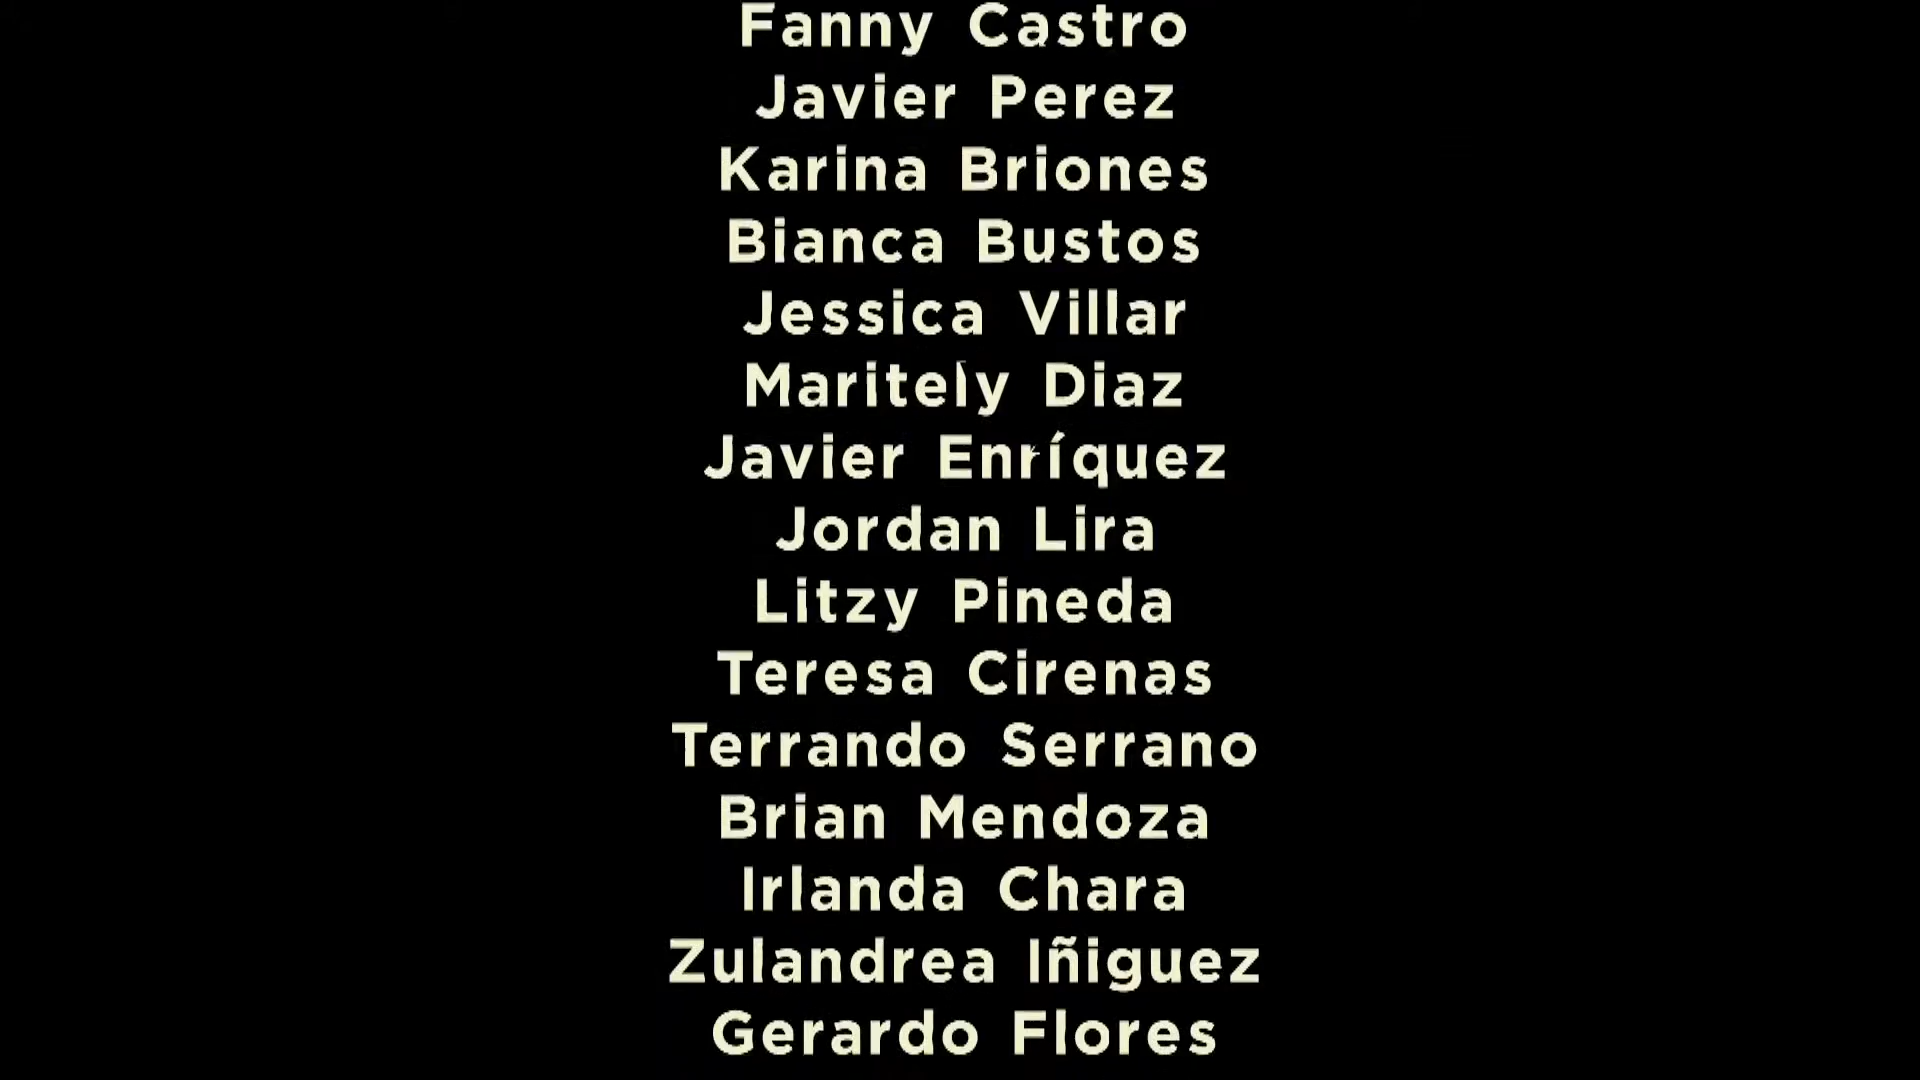 Fanny Castro
Javier Perez
Karina Briones
Bianca Bustos
Jessica Villar
Maritely Diaz
Javier Enríquez
Jordan Lira
Litzy Pineda
Teresa Cirenas
Terrando Serrano
Brian Mendoza
Irlanda Chara
Zulandrea Iñiguez
Gerardo Flores